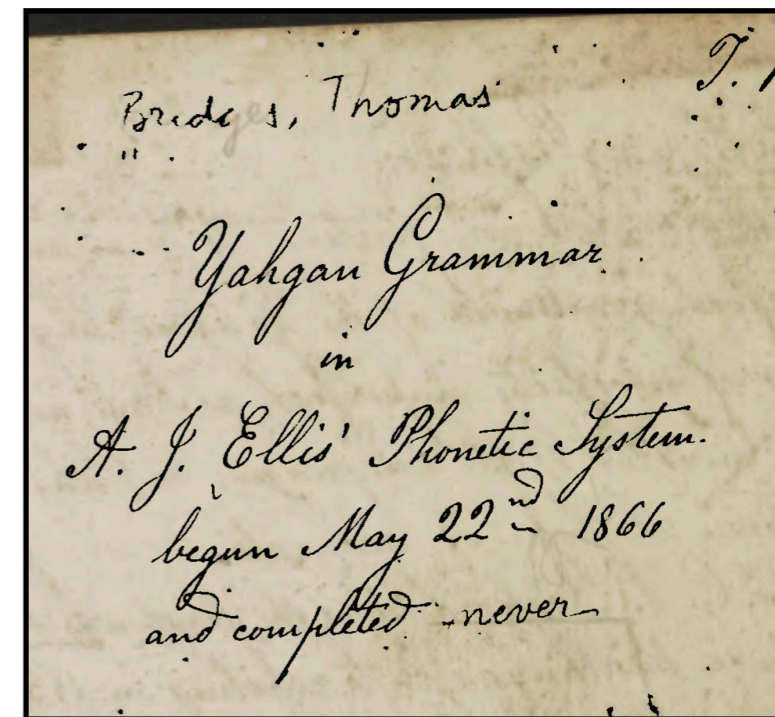 T.
Bridges, Thomas
"
Yahgan Grammar
in
A. J. Ellis' Phonetic System.
begun May 22nd 1866
and completed never